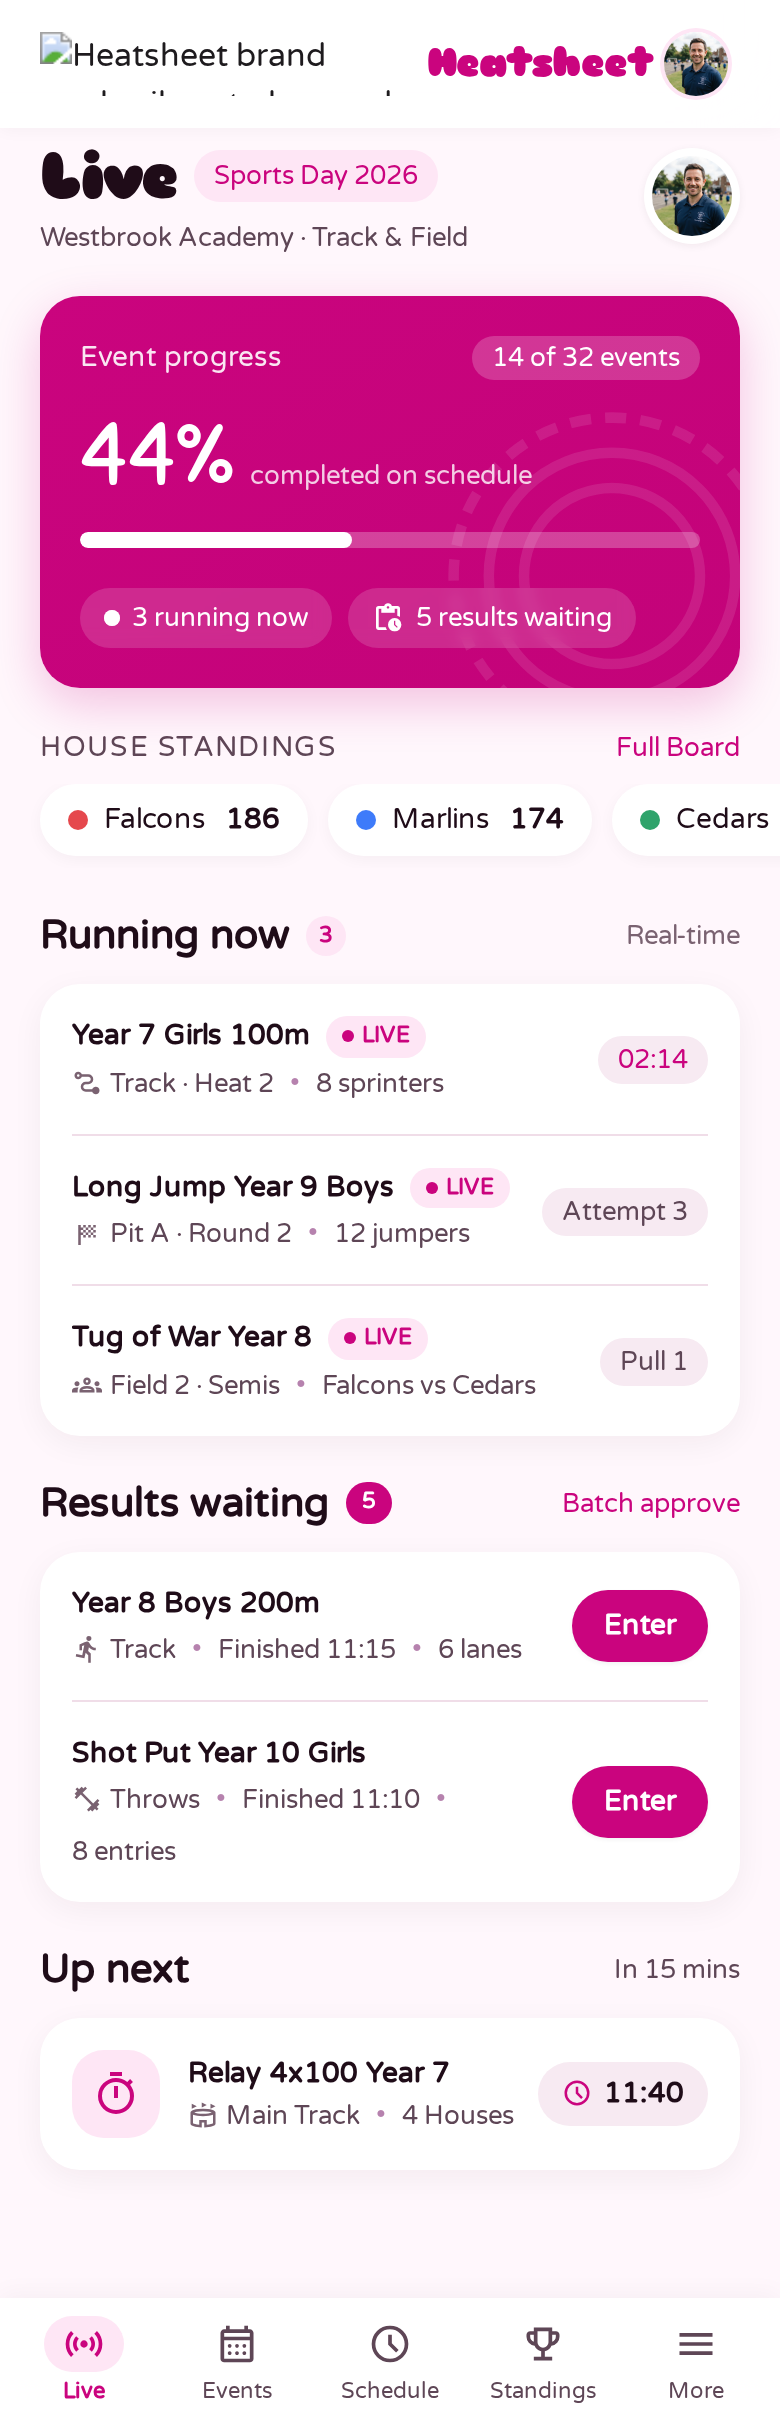 Heatsheet brand
Heatsheet
Live
Sports Day 2026
Westbrook Academy · Track & Field
Event progress
14 of 32 events
44% completed on schedule
3 running now
5 results waiting
HOUSE STANDINGS
Full Board
Falcons 186
Marlins 174
Cedars
Running now 3
Real-time
Year 7 Girls 100m
LIVE
Track · Heat 2 • 8 sprinters
02:14
Long Jump Year 9 Boys
LIVE
Pit A · Round 2 • 12 jumpers
Attempt 3
Tug of War Year 8
LIVE
Field 2 · Semis • Falcons vs Cedars
Pull 1
Results waiting 5
Batch approve
Year 8 Boys 200m
Track • Finished 11:15 • 6 lanes
Enter
Shot Put Year 10 Girls
Throws • Finished 11:10 •
8 entries
Enter
Up next
In 15 mins
Relay 4x100 Year 7
Main Track • 4 Houses
11:40
Live
Events
Schedule
Standings
More